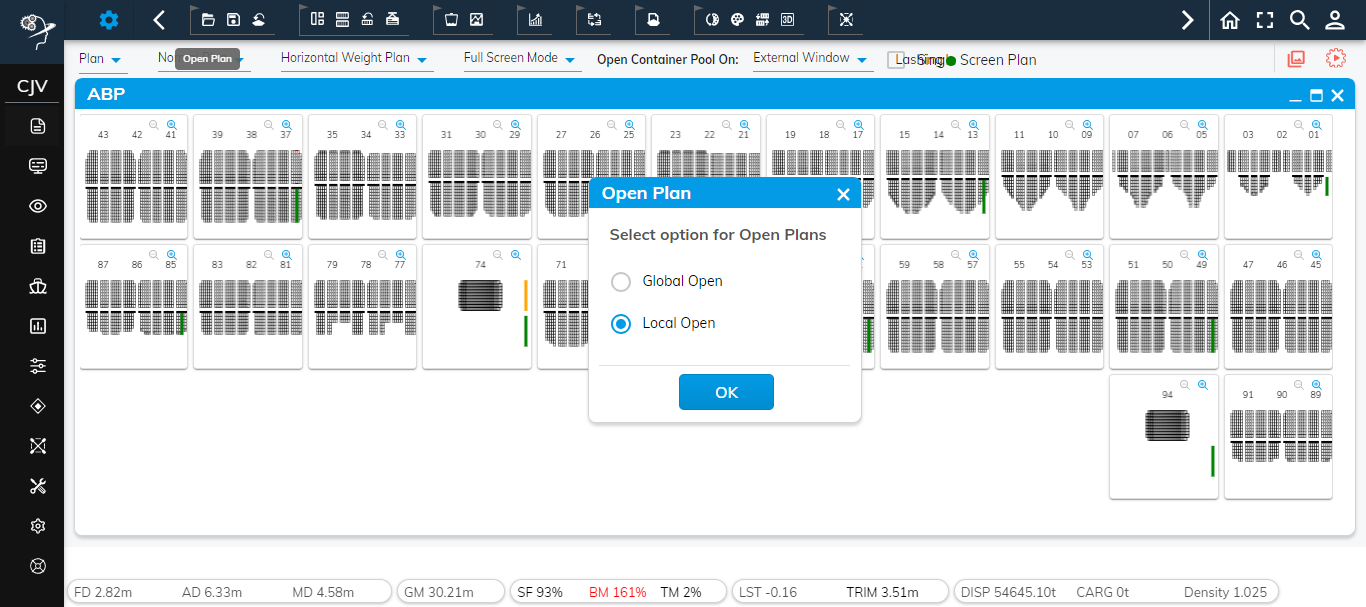 3D
Plan
Open Plan
Horizontal Weight Plan
Full Screen Mode
Open Container Pool On:
External Window
Lashing
Screen Plan
CJV
ABP
43 42 41
39 38 37
35 34 33
31 30 29
27 26 25
23 22 21
19 18 17
15 14 13
11 10 09
07 06 05
03 02 01
Open Plan
Select option for Open Plans
Global Open
Local Open
OK
87 86 85
83 82 81
79 78 77
74
71
59 58 57
55 54 53
51 50 49
47 46 45
94
91 90 89
FD 2.82m AD 6.33m MD 4.58m
GM 30.21m
SF 93% BM 161% TM 2%
LST -0.16 TRIM 3.51m
DISP 54645.10t CARG 0t Density 1.025